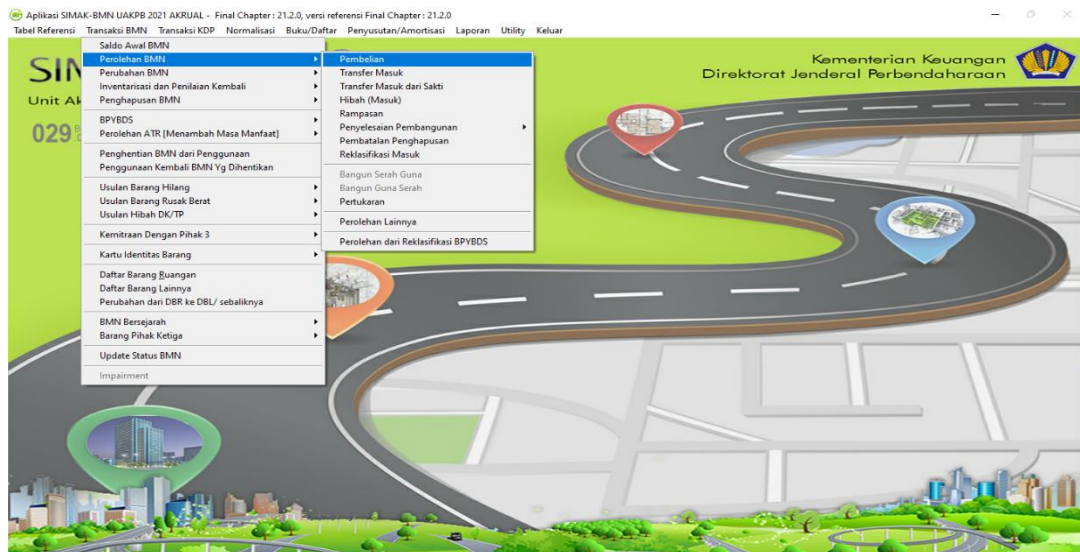 Aplikasi SIMAK-BMN UAKPB 2021 AKRUAL - Final Chapter : 21.2.0, versi referensi Final Chapter : 21.2.0
Tabel Referensi Transaksi BMN Transaksi KDP Normalisasi Buku/Daftar Penyusutan/Amortisasi Laporan Utility Keluar
Kementerian Keuangan
Direktorat Jenderal Perbendaharaan
SIM
Unit Ak
029
Saldo Awal BMN
Perolehan BMN
Perubahan BMN
Inventarisasi dan Penilaian Kembali
Penghapusan BMN
BPYBDS
Perolehan ATR [Menambah Masa Manfaat]
Penghentian BMN dari Penggunaan
Penggunaan Kembali BMN Yg Dihentikan
Usulan Barang Hilang
Usulan Barang Rusak Berat
Usulan Hibah DK/TP
Kemitraan Dengan Pihak 3
Kartu Identitas Barang
Daftar Barang Ruangan
Daftar Barang Lainnya
Perubahan dari DBR ke DBL/ sebaliknya
BMN Bersejarah
Barang Pihak Ketiga
Update Status BMN
Impairment
Pembelian
Transfer Masuk
Transfer Masuk dari Sakti
Hibah (Masuk)
Rampasan
Penyelesaian Pembangunan
Pembatalan Penghapusan
Reklasifikasi Masuk
Bangun Serah Guna
Bangun Guna Serah
Pertukaran
Perolehan Lainnya
Perolehan dari Reklasifikasi BPYBDS